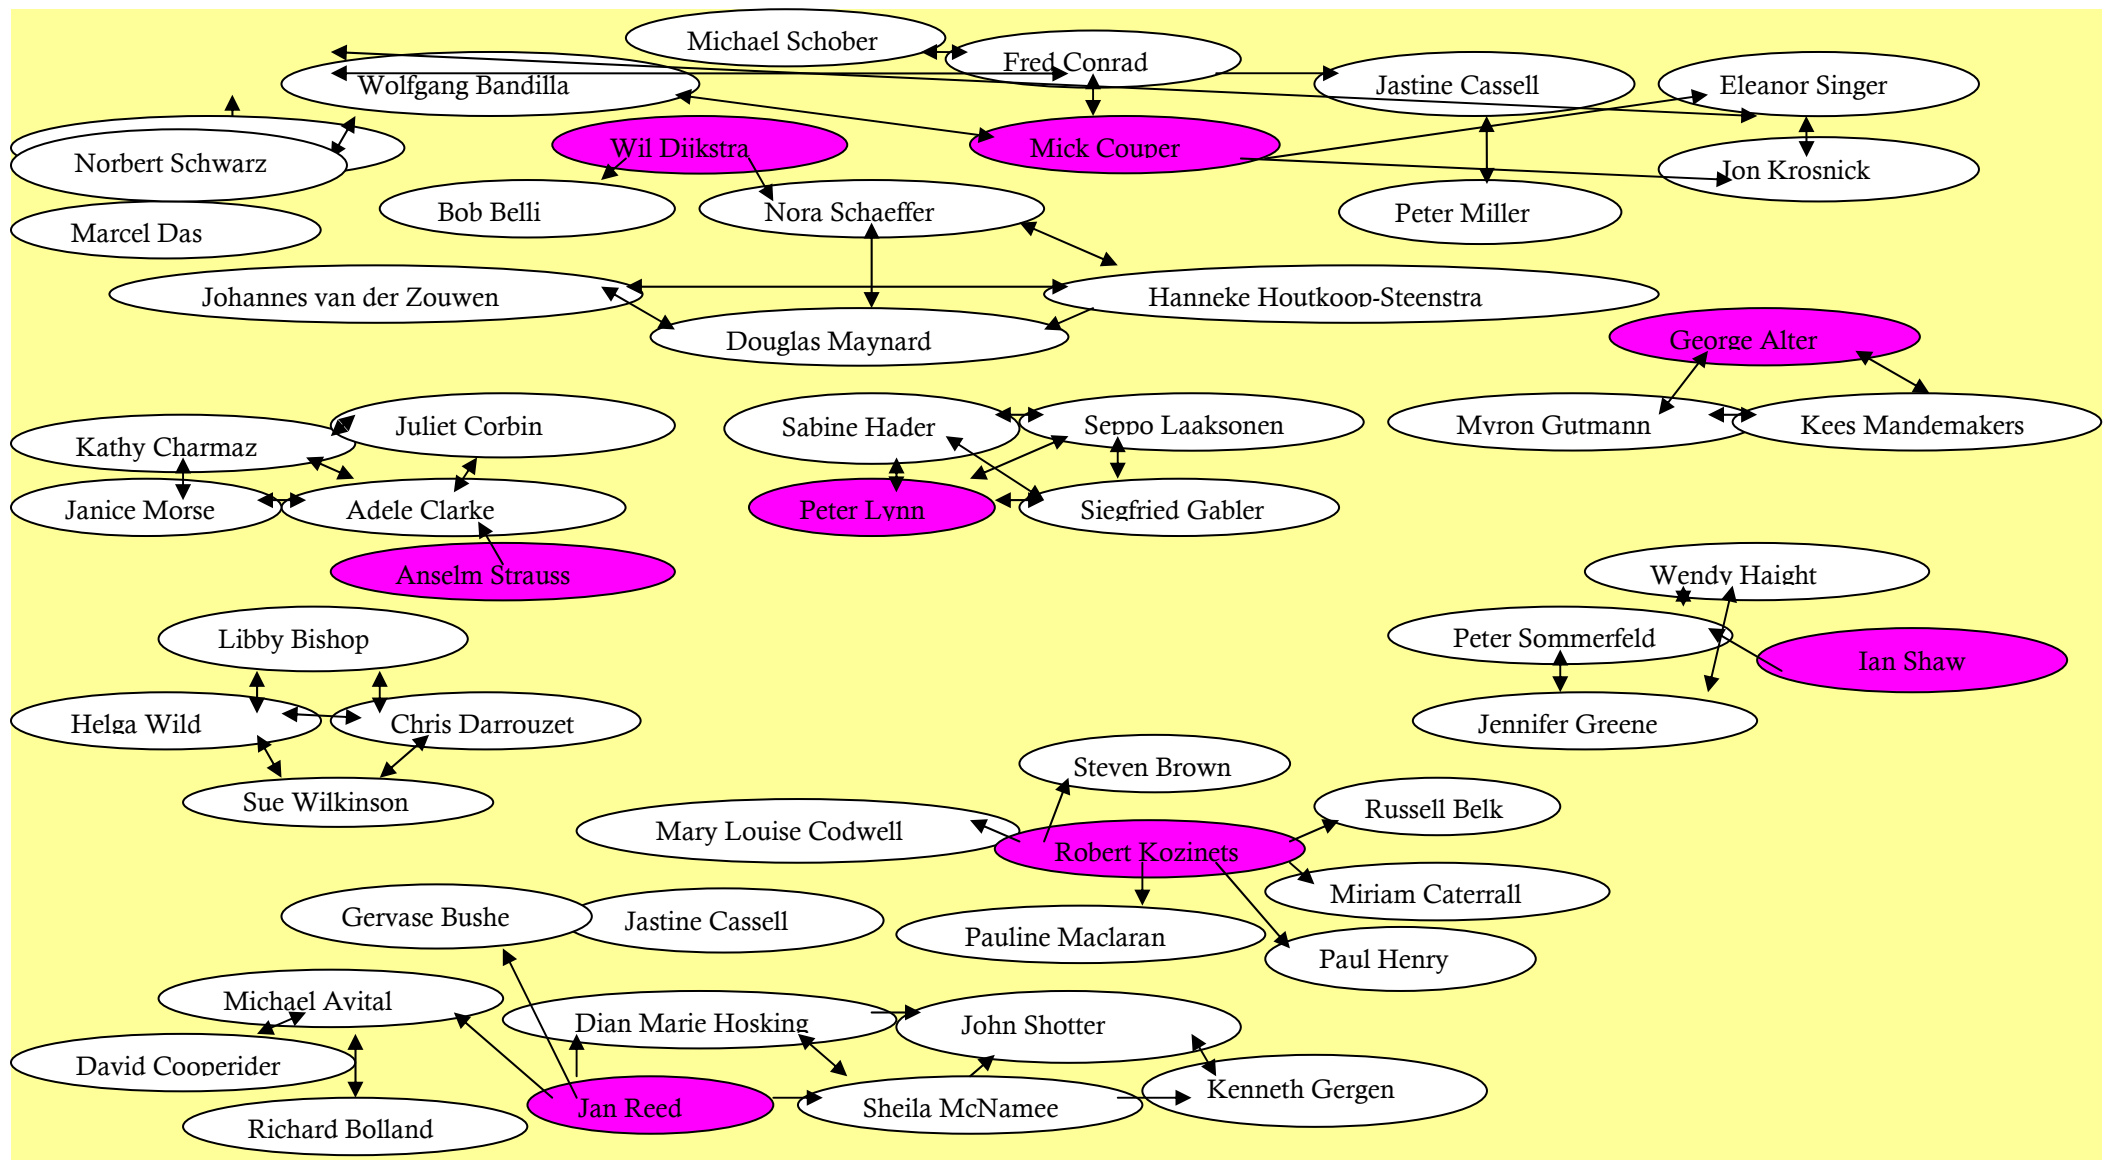 Michael Schober
Fred Conrad
Wolfgang Bandilla
Jastine Cassell
Eleanor Singer
Norbert Schwarz
Wil Dijkstra
Mick Couper
Jon Krosnick
Marcel Das
Bob Belli
Nora Schaeffer
Peter Miller
Johannes van der Zouwen
Hanneke Houtkoop-Steenstra
Douglas Maynard
George Alter
Kathy Charmaz
Juliet Corbin
Sabine Hader
Seppo Laaksonen
Myron Gutmann
Kees Mandemakers
Janice Morse
Adele Clarke
Peter Lynn
Siegfried Gabler
Anselm Strauss
Wendy Haight
Libby Bishop
Peter Sommerfeld
Ian Shaw
Helga Wild
Chris Darrouzet
Jennifer Greene
Steven Brown
Sue Wilkinson
Mary Louise Codwell
Russell Belk
Robert Kozinets
Miriam Caterrall
Gervase Bushe
Jastine Cassell
Pauline Maclaran
Paul Henry
Michael Avital
Dian Marie Hosking
John Shotter
David Cooperider
Jan Reed
Sheila McNamee
Kenneth Gergen
Richard Bolland